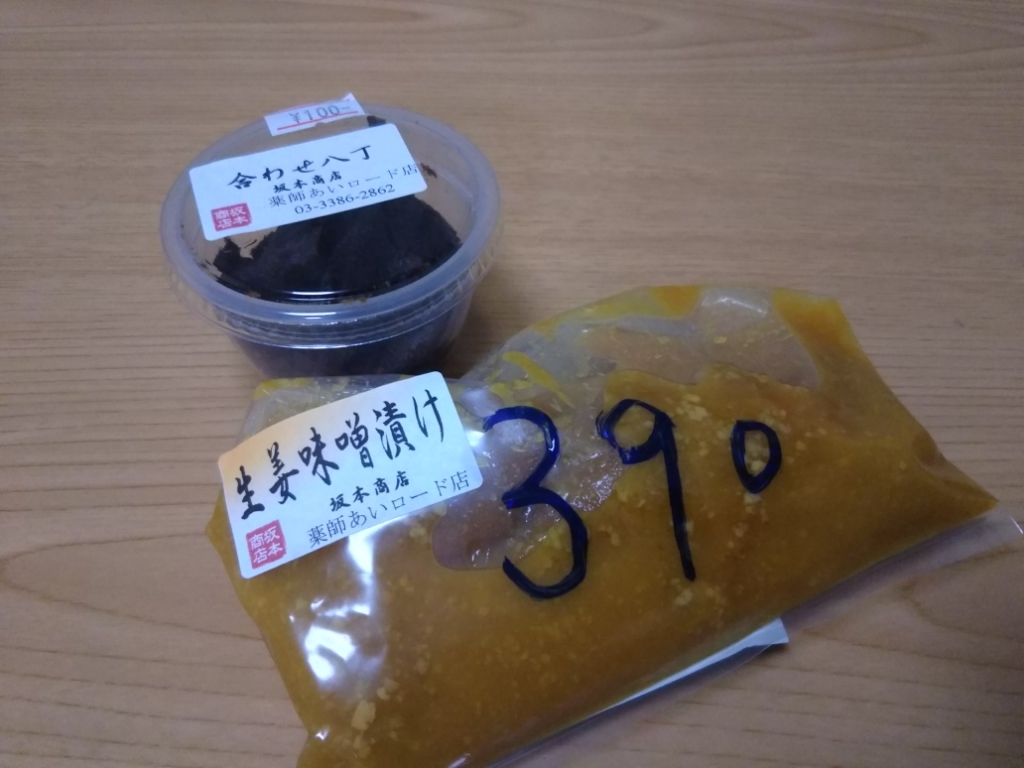 ¥100-
合わせ八丁
坂本商店
薬師あいロード店
03-3386-2862
坂本
商店
生姜味噌漬け
坂本商店
薬師あいロード店
坂本
商店
390